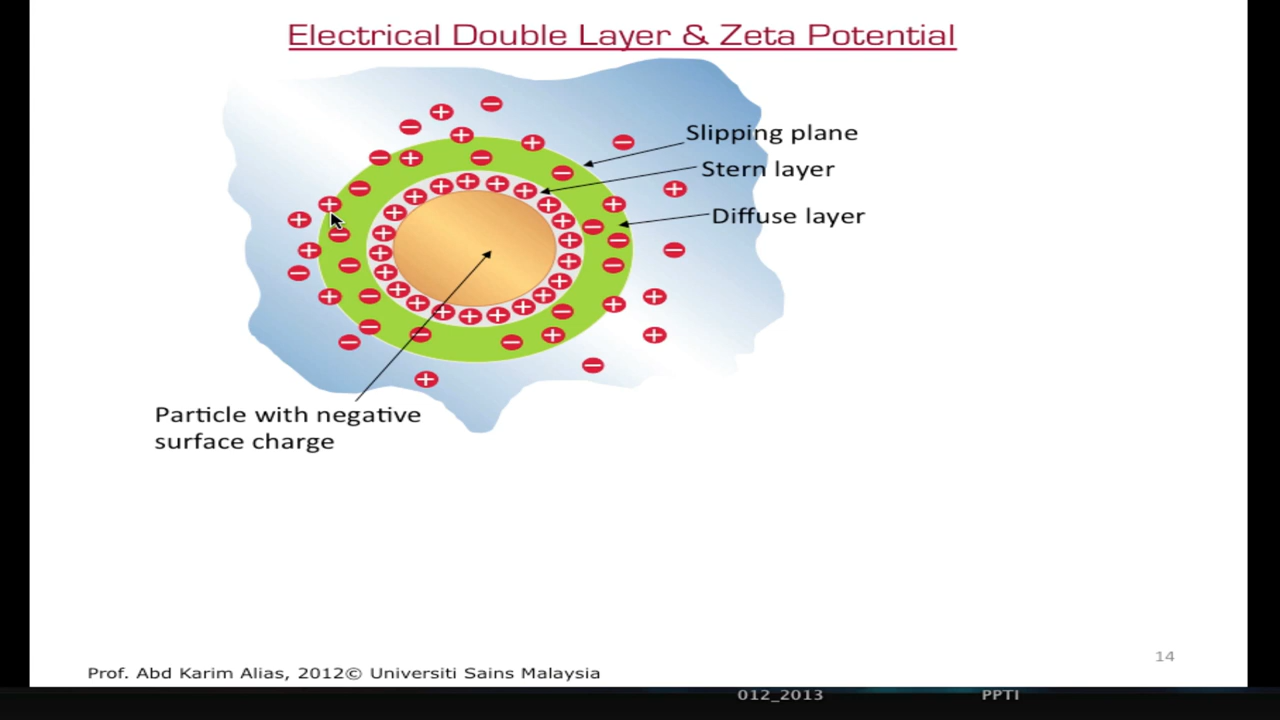 Electrical Double Layer & Zeta Potential
Slipping plane
Stern layer
Diffuse layer
Particle with negative
surface charge
14
Prof. Abd Karim Alias, 2012© Universiti Sains Malaysia
012_2013 PPTI